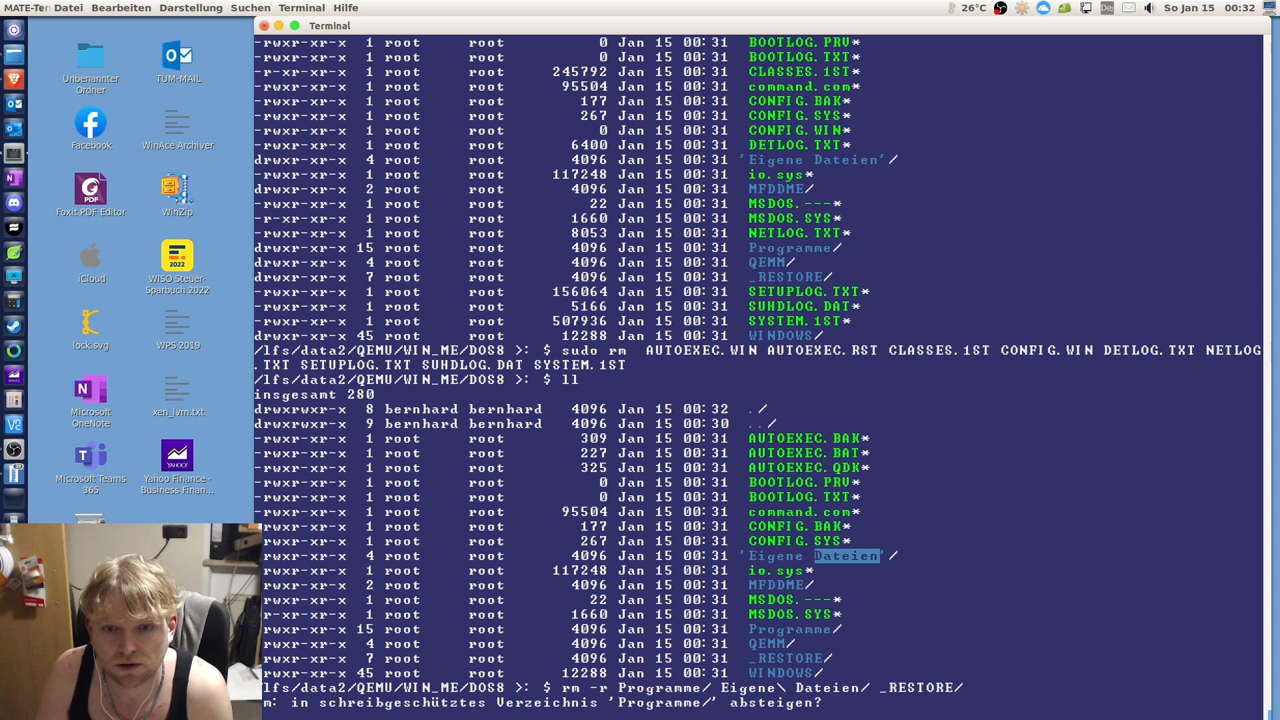 MATE-Ter Datei Bearbeiten Darstellung Suchen Terminal Hilfe
26°C De So Jan 15 00:32
Terminal
Unbenannter Ordner
TUM-MAIL
Facebook
WinAce Archiver
Foxit PDF Editor
PDF
WinZip
iCloud
2022
WISO Steuer-Sparbuch 2022
lock.svg
WPS 2019
Microsoft OneNote
xen_lvm.txt
Microsoft Teams 365
YAHOO!
Yahoo Finance - Business Finan...
-rwxr-xr-x 1 root root 0 Jan 15 00:31 BOOTLOG.PRV*
-rwxr-xr-x 1 root root 0 Jan 15 00:31 BOOTLOG.TXT*
-rwxr-xr-x 1 root root 245792 Jan 15 00:31 CLASSES.1ST*
-rwxr-xr-x 1 root root 95504 Jan 15 00:31 command.com*
-rwxr-xr-x 1 root root 177 Jan 15 00:31 CONFIG.BAK*
-rwxr-xr-x 1 root root 267 Jan 15 00:31 CONFIG.SYS*
-rwxr-xr-x 1 root root 0 Jan 15 00:31 CONFIG.WIN*
-rwxr-xr-x 1 root root 6400 Jan 15 00:31 DETLOG.TXT*
drwxr-xr-x 4 root root 4096 Jan 15 00:31 'Eigene Dateien'/
-rwxr-xr-x 1 root root 117248 Jan 15 00:31 io.sys*
drwxr-xr-x 2 root root 4096 Jan 15 00:31 MFDDME/
-rwxr-xr-x 1 root root 22 Jan 15 00:31 MSDOS.---*
-r-xr-xr-x 1 root root 1660 Jan 15 00:31 MSDOS.SYS*
-rwxr-xr-x 1 root root 8053 Jan 15 00:31 NETLOG.TXT*
drwxr-xr-x 15 root root 4096 Jan 15 00:31 Programme/
drwxr-xr-x 4 root root 4096 Jan 15 00:31 QEMM/
drwxr-xr-x 7 root root 4096 Jan 15 00:31 _RESTORE/
-rwxr-xr-x 1 root root 156064 Jan 15 00:31 SETUPLOG.TXT*
-rwxr-xr-x 1 root root 5166 Jan 15 00:31 SUHDLOG.DAT*
-r-xr-xr-x 1 root root 507936 Jan 15 00:31 SYSTEM.1ST*
drwxr-xr-x 45 root root 12288 Jan 15 00:31 WINDOWS/
/lfs/data2/QEMU/WIN_ME/DOS8 >: $ sudo rm AUTOEXEC.WIN AUTOEXEC.RST CLASSES.1ST CONFIG.WIN DETLOG.TXT NETLOG
.TXT SETUPLOG.TXT SUHDLOG.DAT SYSTEM.1ST
/lfs/data2/QEMU/WIN_ME/DOS8 >: $ ll
insgesamt 280
drwxrwxr-x 8 bernhard bernhard 4096 Jan 15 00:32 ./
drwxrwxr-x 9 bernhard bernhard 4096 Jan 15 00:30 ../
-rwxr-xr-x 1 root root 309 Jan 15 00:31 AUTOEXEC.BAK*
-rwxr-xr-x 1 root root 227 Jan 15 00:31 AUTOEXEC.BAT*
-rwxr-xr-x 1 root root 325 Jan 15 00:31 AUTOEXEC.QDK*
-rwxr-xr-x 1 root root 0 Jan 15 00:31 BOOTLOG.PRV*
-rwxr-xr-x 1 root root 0 Jan 15 00:31 BOOTLOG.TXT*
-rwxr-xr-x 1 root root 95504 Jan 15 00:31 command.com*
rwxr-xr-x 1 root root 177 Jan 15 00:31 CONFIG.BAK*
rwxr-xr-x 1 root root 267 Jan 15 00:31 CONFIG.SYS*
rwxr-xr-x 4 root root 4096 Jan 15 00:31 'Eigene Dateien'/
rwxr-xr-x 1 root root 117248 Jan 15 00:31 io.sys*
rwxr-xr-x 2 root root 4096 Jan 15 00:31 MFDDME/
rwxr-xr-x 1 root root 22 Jan 15 00:31 MSDOS.---*
r-xr-xr-x 1 root root 1660 Jan 15 00:31 MSDOS.SYS*
rwxr-xr-x 15 root root 4096 Jan 15 00:31 Programme/
rwxr-xr-x 4 root root 4096 Jan 15 00:31 QEMM/
rwxr-xr-x 7 root root 4096 Jan 15 00:31 _RESTORE/
rwxr-xr-x 45 root root 12288 Jan 15 00:31 WINDOWS/
/lfs/data2/QEMU/WIN_ME/DOS8 >: $ rm -r Programme/ Eigene\ Dateien/ _RESTORE/
m: in schreibgeschütztes Verzeichnis 'Programme/' absteigen?